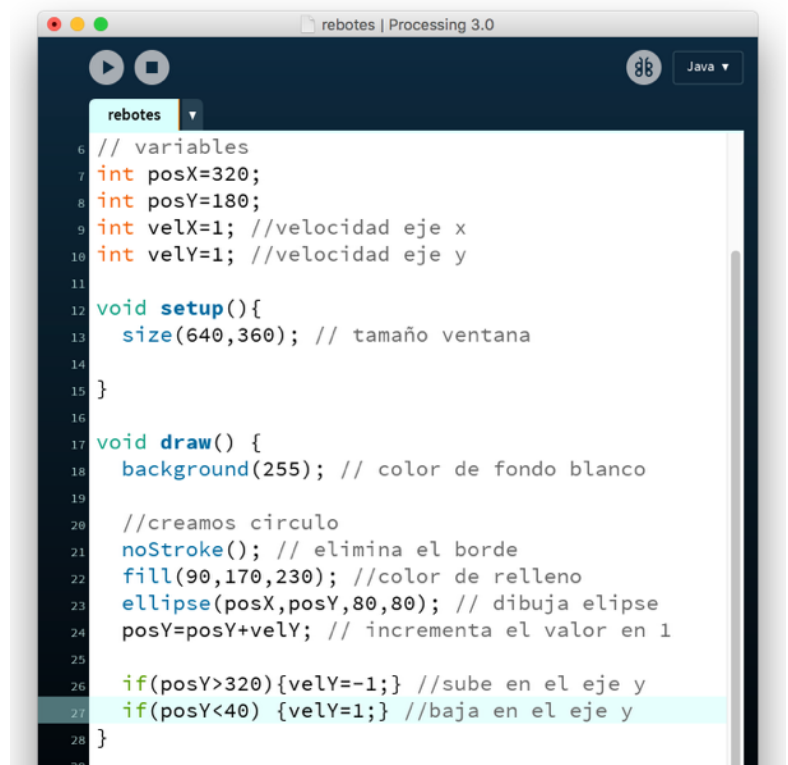 rebotes | Processing 3.0
Java ▼
rebotes ▼
6 // variables
7 int posX=320;
8 int posY=180;
9 int velX=1; //velocidad eje x
10 int velY=1; //velocidad eje y
11
12 void setup(){
13   size(640,360); // tamaño ventana
14
15 }
16
17 void draw() {
18   background(255); // color de fondo blanco
19
20   //creamos circulo
21   noStroke(); // elimina el borde
22   fill(90,170,230); //color de relleno
23   ellipse(posX,posY,80,80); // dibuja elipse
24   posY=posY+velY; // incrementa el valor en 1
25
26   if(posY>320){velY=-1;} //sube en el eje y
27   if(posY<40) {velY=1;} //baja en el eje y
28 }